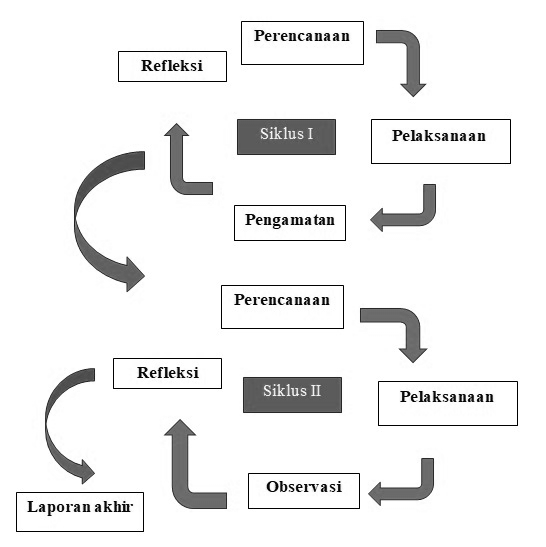 Perencanaan
Refleksi
Siklus I
Pelaksanaan
Pengamatan
Perencanaan
Refleksi
Siklus II
Pelaksanaan
Observasi
Laporan akhir